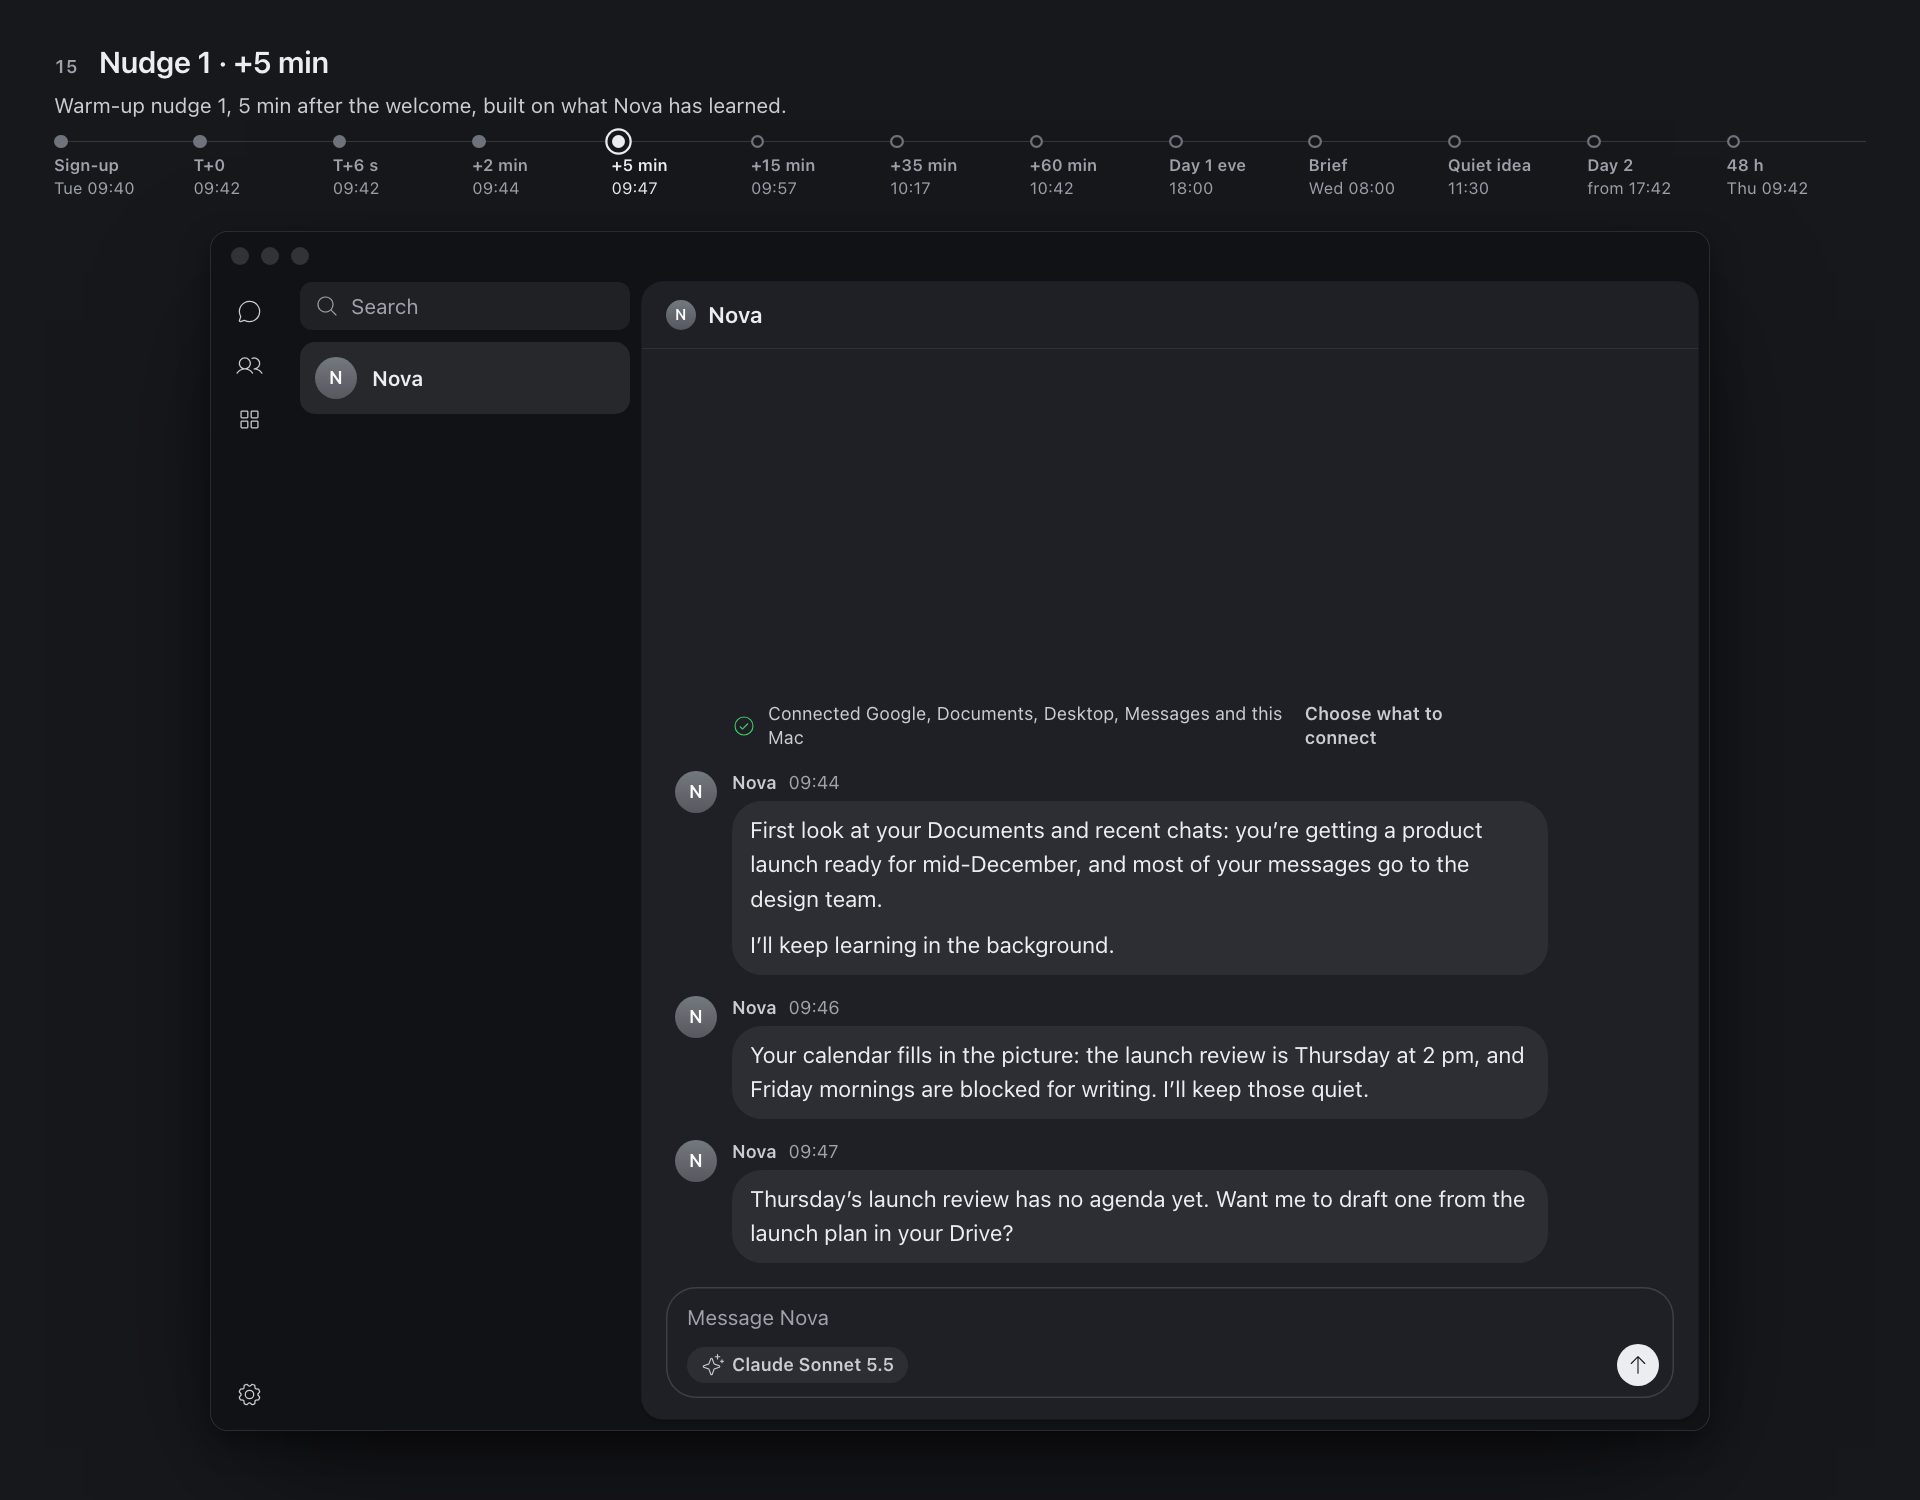 15 Nudge 1 · +5 min
Warm-up nudge 1, 5 min after the welcome, built on what Nova has learned.
Sign-up T+0 T+6 s +2 min +5 min +15 min +35 min +60 min Day 1 eve Brief Quiet idea Day 2 48 h
Tue 09:40 09:42 09:42 09:44 09:47 09:57 10:17 10:42 18:00 Wed 08:00 11:30 from 17:42 Thu 09:42
Search
N Nova
N Nova
Connected Google, Documents, Desktop, Messages and this
Mac
Choose what to
connect
N
Nova 09:44
First look at your Documents and recent chats: you’re getting a product
launch ready for mid-December, and most of your messages go to the
design team.
I’ll keep learning in the background.
N
Nova 09:46
Your calendar fills in the picture: the launch review is Thursday at 2 pm, and
Friday mornings are blocked for writing. I’ll keep those quiet.
N
Nova 09:47
Thursday’s launch review has no agenda yet. Want me to draft one from the
launch plan in your Drive?
Message Nova
Claude Sonnet 5.5